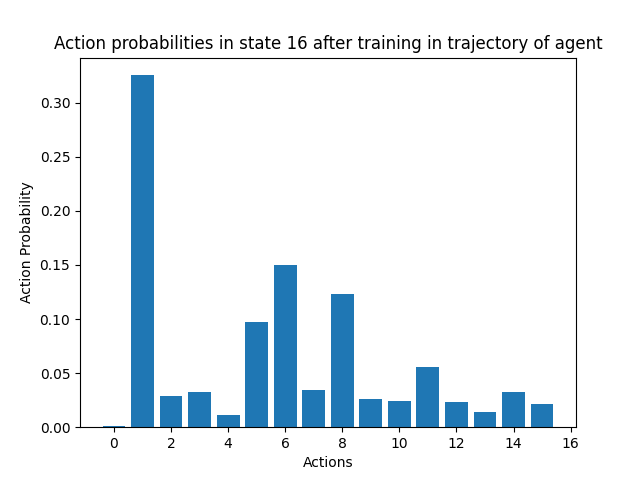 Action probabilities in state 16 after training in trajectory of agent
0.30
0.25
0.20
0.15
0.10
0.05
0.00
Action Probability
0 2 4 6 8 10 12 14 16
Actions